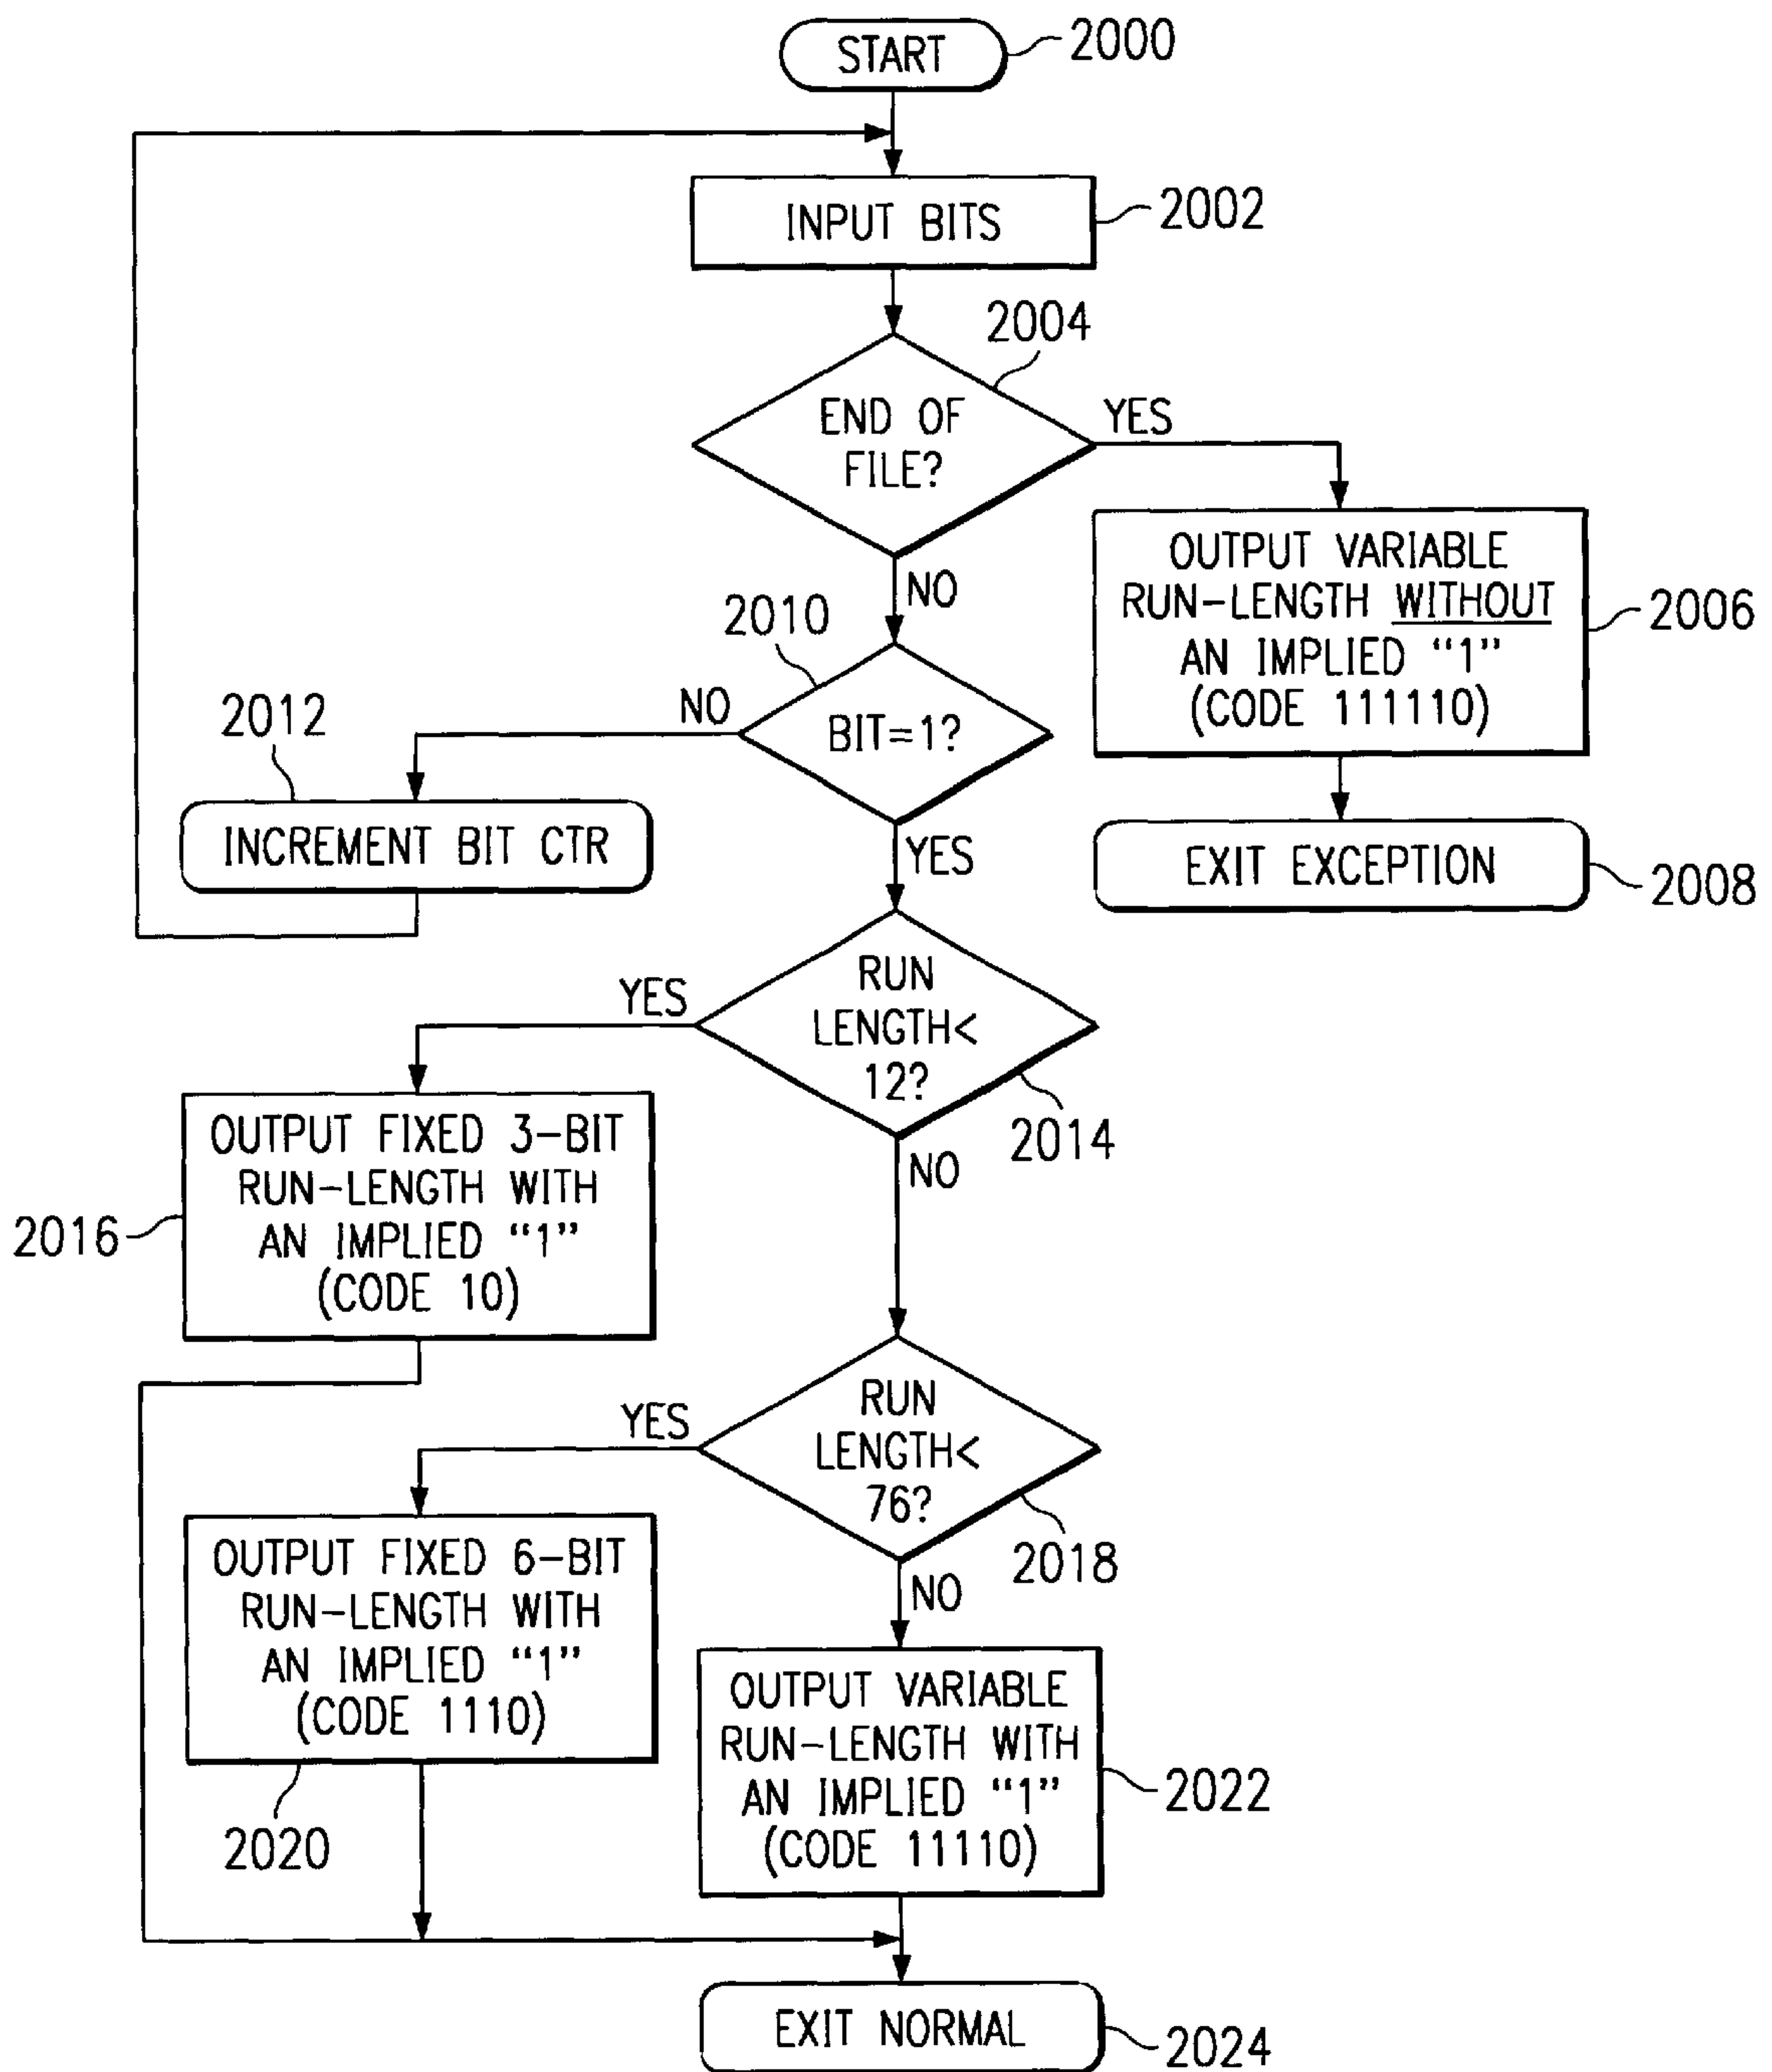 START
2000
INPUT BITS
2002
2004
END OF
FILE?
YES
NO
OUTPUT VARIABLE
RUN-LENGTH WITHOUT
AN IMPLIED “1”
(CODE 111110)
2006
2010
BIT=1?
NO
2012
INCREMENT BIT CTR
YES
EXIT EXCEPTION
2008
RUN
LENGTH<
12?
YES
2014
NO
OUTPUT FIXED 3-BIT
RUN-LENGTH WITH
AN IMPLIED “1”
(CODE 10)
2016
RUN
LENGTH<
76?
YES
2018
NO
OUTPUT FIXED 6-BIT
RUN-LENGTH WITH
AN IMPLIED “1”
(CODE 1110)
2020
OUTPUT VARIABLE
RUN-LENGTH WITH
AN IMPLIED “1”
(CODE 11110)
2022
EXIT NORMAL
2024